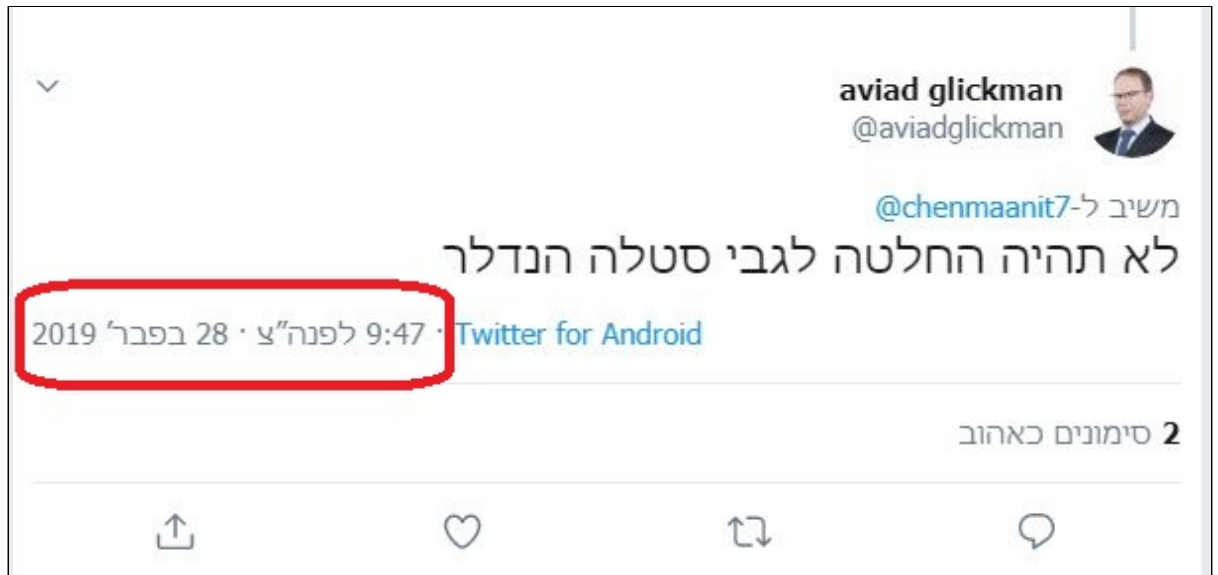 aviad glickman
@aviadglickman
משיב ל-@chenmaanit7
לא תהיה החלטה לגבי סטלה הנדלר
9:47 לפנה"צ · 28 בפבר' 2019 · Twitter for Android
2 סימונים כאהוב